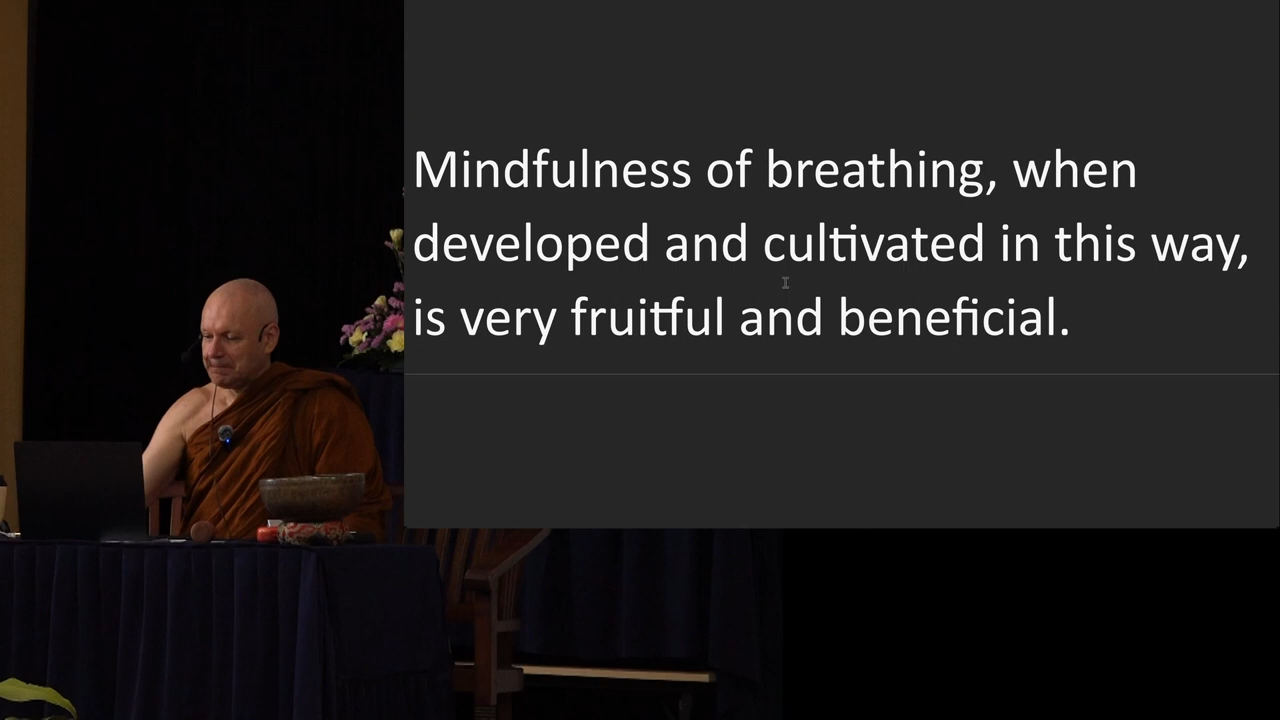 Mindfulness of breathing, when
developed and cultivated in this way,
is very fruitful and beneficial.